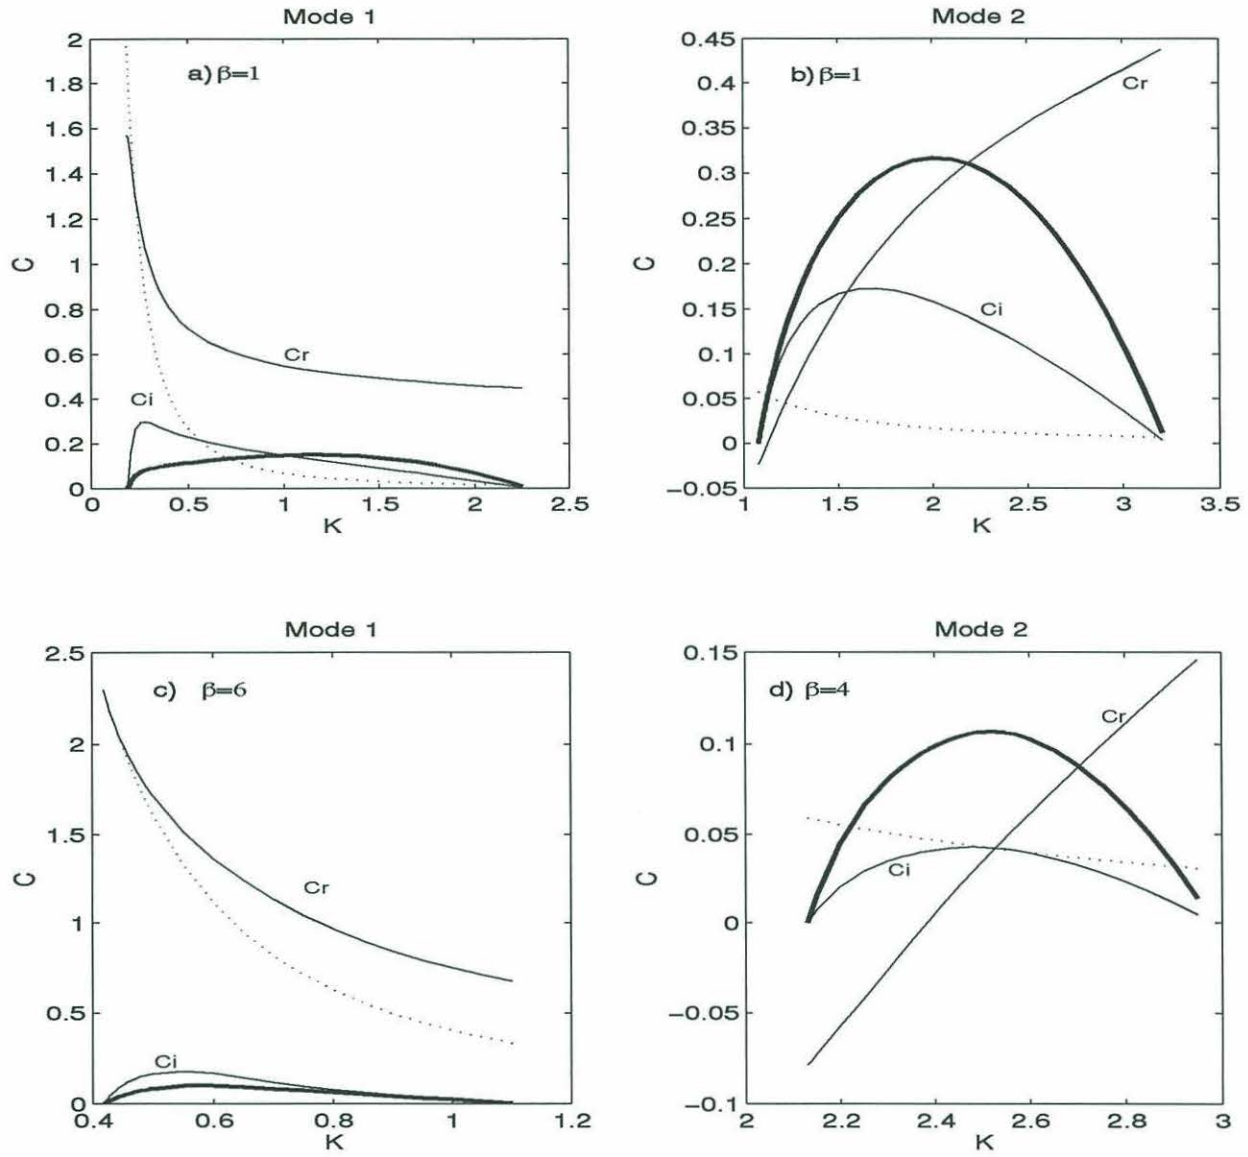 Mode 1
2
1.8
1.6
1.4
1.2
1
0.8
0.6
0.4
0.2
0
C
a) β=1
Cr
Ci
0 0.5 1 1.5 2 2.5
K
Mode 2
0.45
0.4
0.35
0.3
0.25
0.2
0.15
0.1
0.05
0
−0.05
C
b) β=1
Cr
Ci
1 1.5 2 2.5 3 3.5
K
Mode 1
2.5
2
1.5
1
0.5
0
C
c) β=6
Cr
Ci
0.4 0.6 0.8 1 1.2
K
Mode 2
0.15
0.1
0.05
0
−0.05
−0.1
C
d) β=4
Cr
Ci
2 2.2 2.4 2.6 2.8 3
K